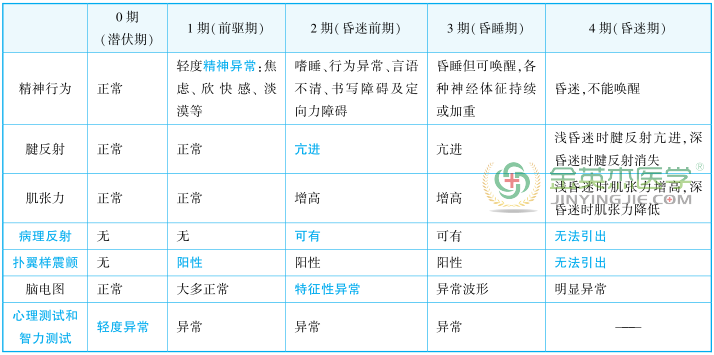 0期
(潜伏期)
1期(前驱期)
2期(昏迷前期)
3期(昏睡期)
4期(昏迷期)
精神行为
正常
轻度精神异常:焦
虑、欣快感、淡
漠等
嗜睡、行为异常、言语
不清、书写障碍及定
向力障碍
昏睡但可唤醒,各
种神经体征持续
或加重
昏迷,不能唤醒
腱反射
正常
正常
亢进
亢进
浅昏迷时腱反射亢进,深
昏迷时腱反射消失
肌张力
正常
正常
增高
增高
浅昏迷时肌张力增高,深
昏迷时肌张力降低
病理反射
无
无
可有
可有
无法引出
扑翼样震颤
无
阳性
阳性
阳性
无法引出
脑电图
正常
大多正常
特征性异常
异常波形
明显异常
心理测试和
智力测试
轻度异常
异常
异常
异常
——
金英杰医学®
JINYINGJIE.COM